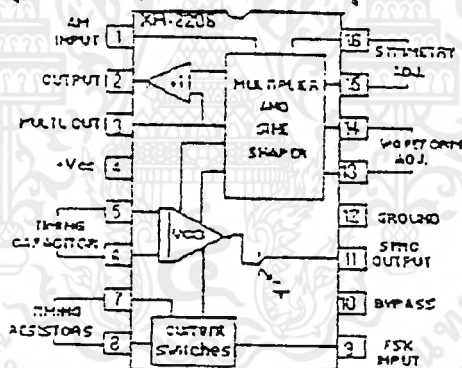 AM
INPUT
1
XR-2206
16
SYMMETRY
ADJ.
OUTPUT
2
+1
MULTIPLIER
AND
SINE
SHAPER
15
MULT. OUT
3
14
WAVEFORM
ADJ.
+Vcc
4
13
TIMING
CAPACITOR
5
VCO
12
GROUND
6
11
SYNC
OUTPUT
7
10
BYPASS
TIMING
RESISTORS
8
CURRENT
Switches
9
FSK
INPUT